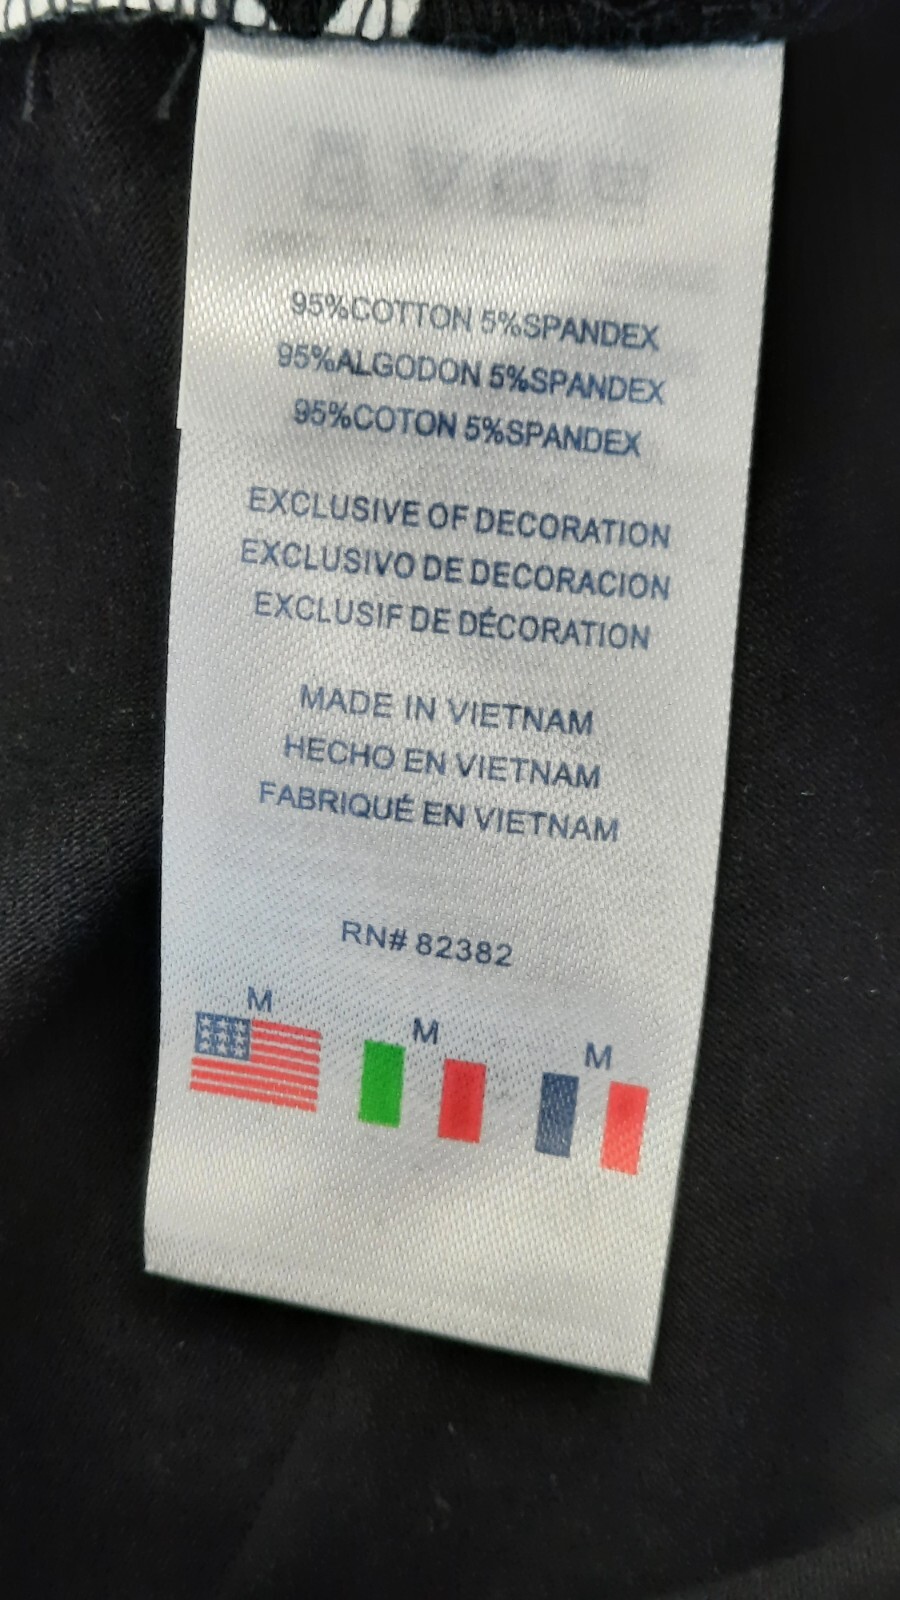 95%COTTON 5%SPANDEX
95%ALGODON 5%SPANDEX
95%COTON 5%SPANDEX
EXCLUSIVE OF DECORATION
EXCLUSIVO DE DECORACION
EXCLUSIF DE DÉCORATION
MADE IN VIETNAM
HECHO EN VIETNAM
FABRIQUÉ EN VIETNAM
RN# 82382
M M M